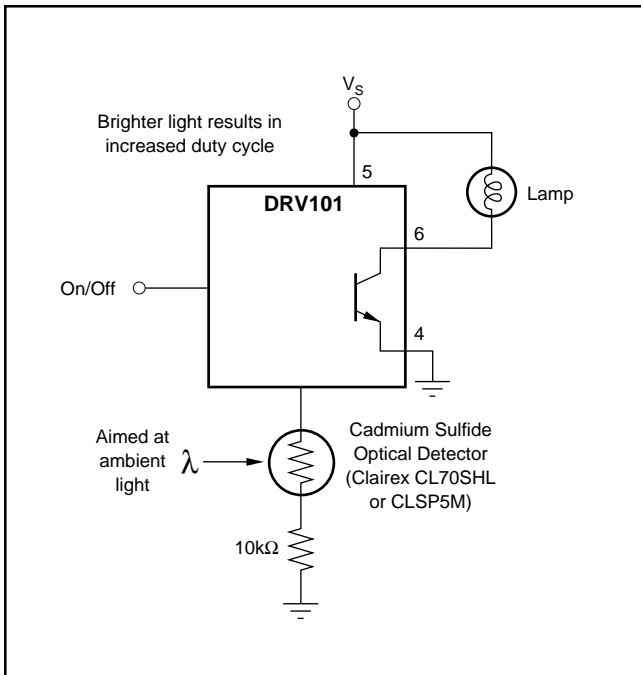 V_S
Brighter light results in
increased duty cycle
5
DRV101
Lamp
6
On/Off
4
Aimed at
ambient
light
λ
Cadmium Sulfide
Optical Detector
(Clairex CL70SHL
or CLSP5M)
10kΩ